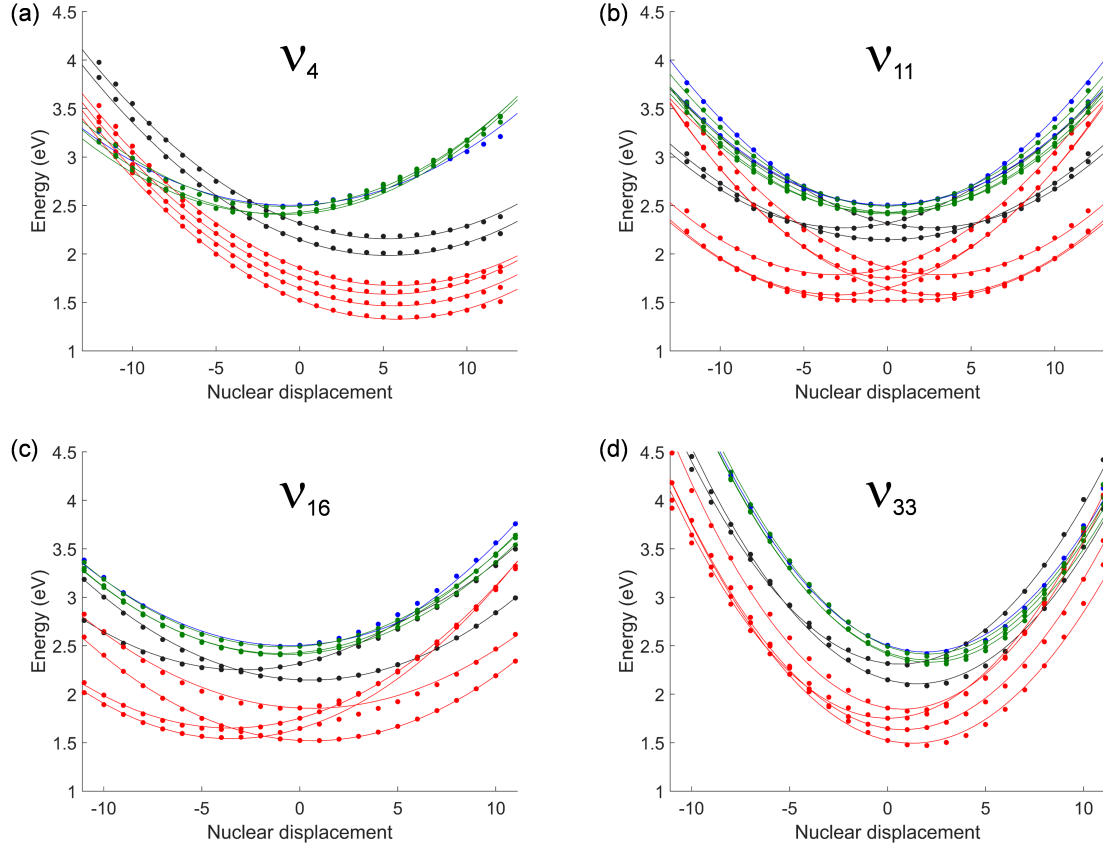 (a)
ν4
Energy (eV)
4.5
4
3.5
3
2.5
2
1.5
1
-10 -5 0 5 10
Nuclear displacement
(b)
ν11
Energy (eV)
4.5
4
3.5
3
2.5
2
1.5
1
-10 -5 0 5 10
Nuclear displacement
(c)
ν16
Energy (eV)
4.5
4
3.5
3
2.5
2
1.5
1
-10 -5 0 5 10
Nuclear displacement
(d)
ν33
Energy (eV)
4.5
4
3.5
3
2.5
2
1.5
1
-10 -5 0 5 10
Nuclear displacement